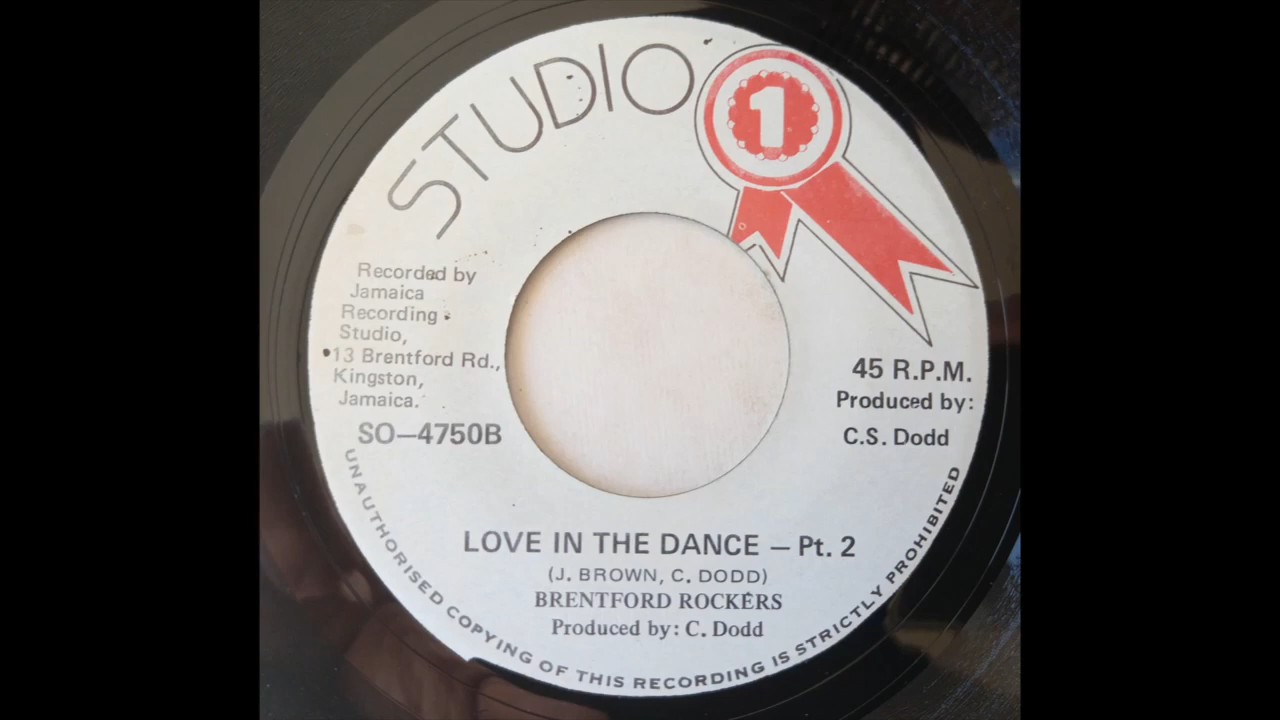 STUDIO 1
Recorded by
Jamaica
Recording
Studio,
13 Brentford Rd.,
Kingston,
Jamaica.
SO—4750B
45 R.P.M.
Produced by:
C.S. Dodd
LOVE IN THE DANCE — Pt. 2
(J. BROWN, C. DODD)
BRENTFORD ROCKERS
Produced by: C. Dodd
UNAUTHORISED COPYING OF THIS RECORDING IS STRICTLY PROHIBITED